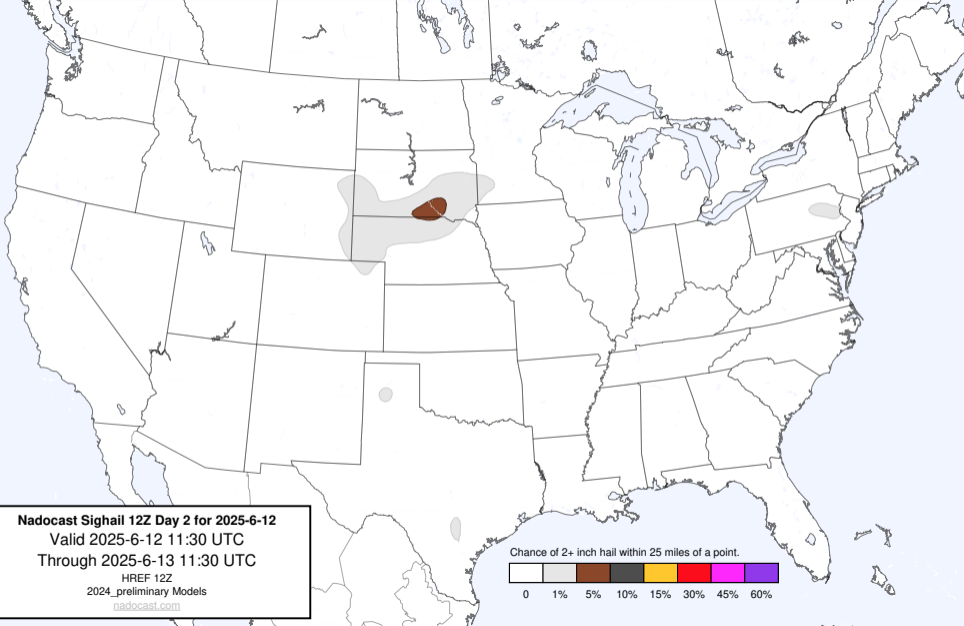 Nadocast Sighail 12Z Day 2 for 2025-6-12
Valid 2025-6-12 11:30 UTC
Through 2025-6-13 11:30 UTC
HREF 12Z
2024_preliminary Models
nadocast.com
Chance of 2+ inch hail within 25 miles of a point.
0 1% 5% 10% 15% 30% 45% 60%